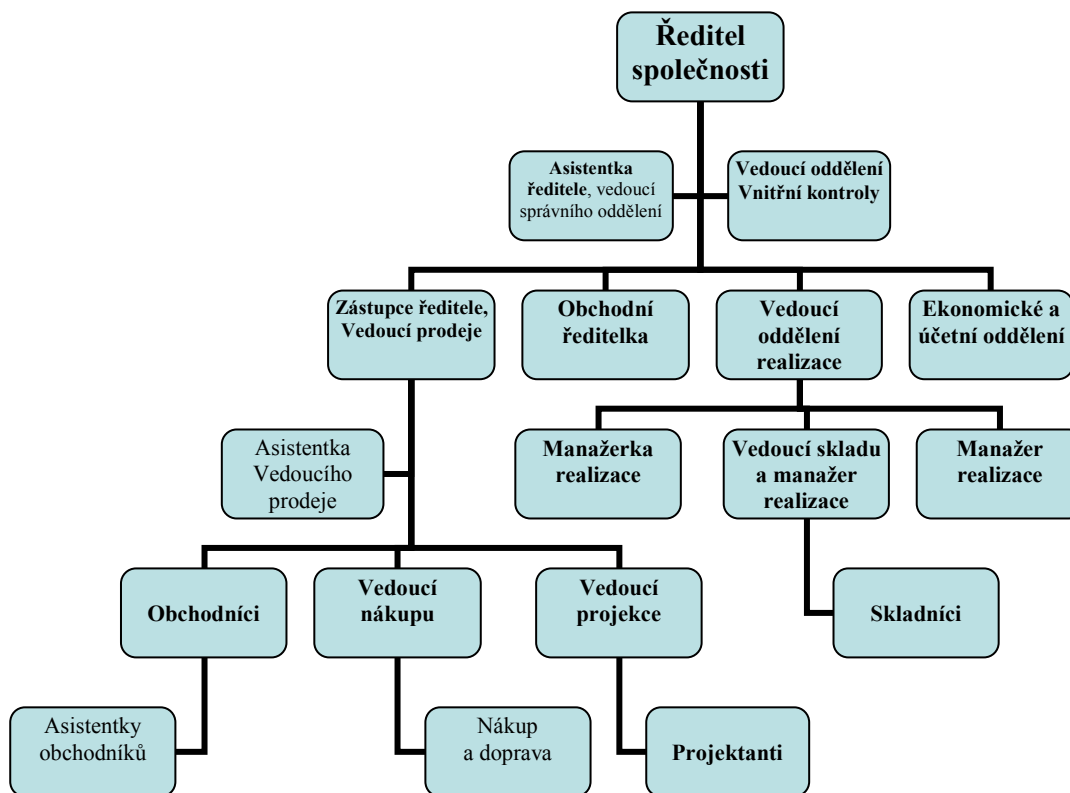 Ředitel
společnosti
Asistentka
ředitele, vedoucí
správního oddělení
Vedoucí oddělení
Vnitřní kontroly
Zástupce ředitele,
Vedoucí prodeje
Obchodní
ředitelka
Vedoucí
oddělení
realizace
Ekonomické a
účetní oddělení
Asistentka
Vedoucího
prodeje
Manažerka
realizace
Vedoucí skladu
a manažer
realizace
Manažer
realizace
Obchodníci
Vedoucí
nákupu
Vedoucí
projekce
Skladníci
Asistentky
obchodníků
Nákup
a doprava
Projektanti